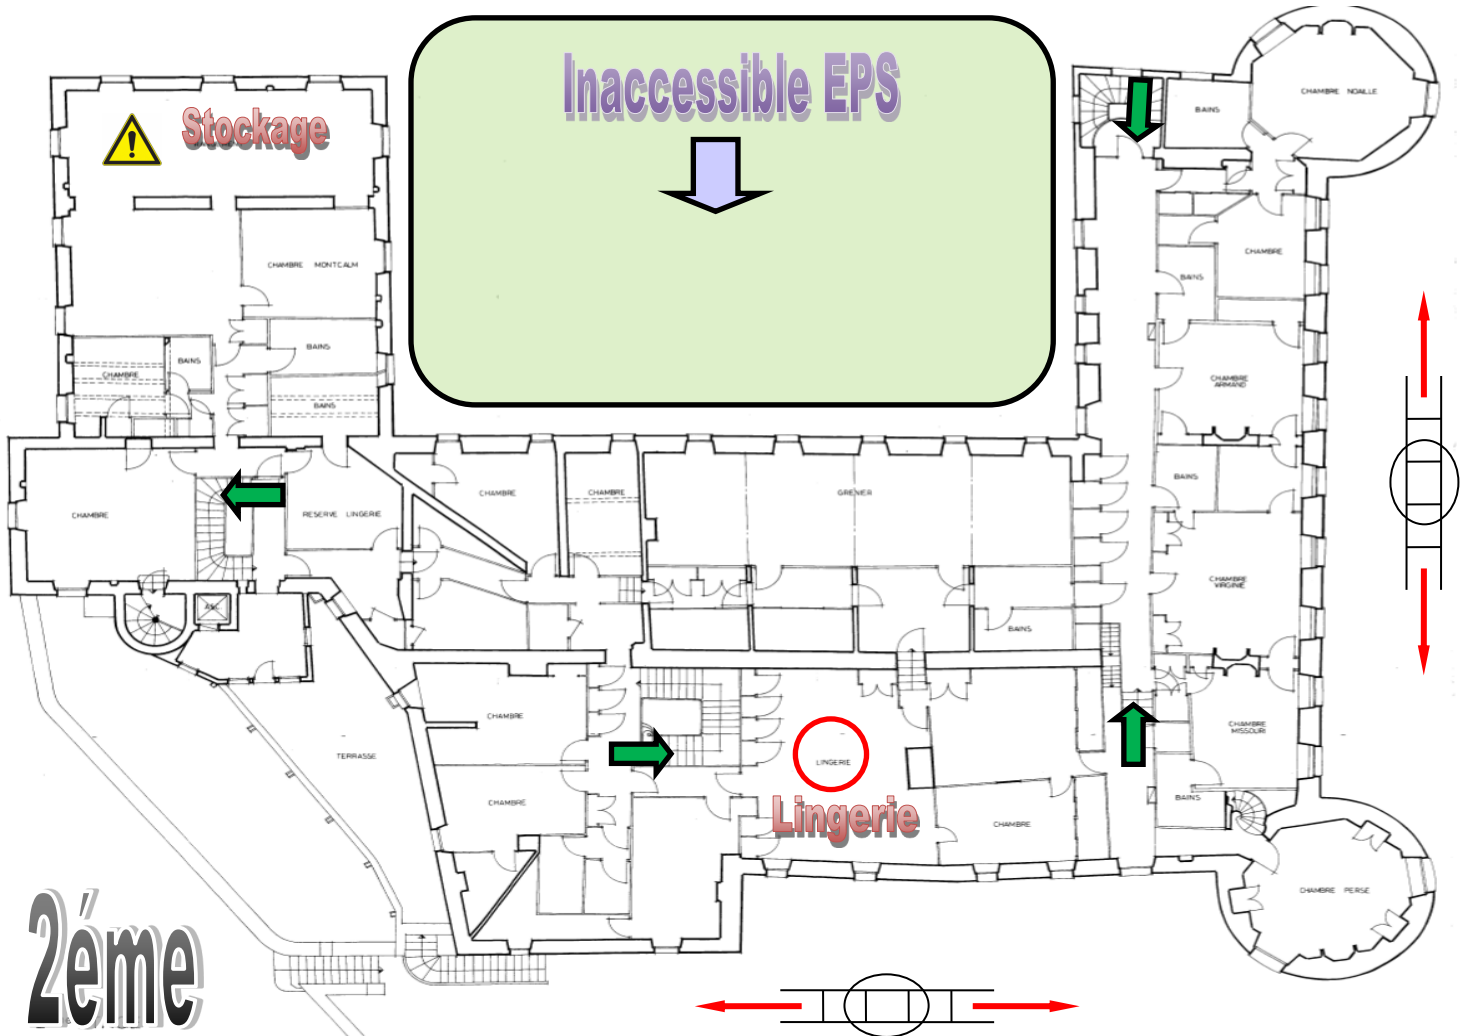 Inaccessible EPS
Stockage
CHAMBRE NOAILLE
BAINS
CHAMBRE MONTCALM
CHAMBRE
BAINS
BAINS
CHAMBRE
BAINS
BAINS
CHAMBRE
ARMAND
CHAMBRE
RESERVE LINGERIE
CHAMBRE
CHAMBRE
GRENIER
BAINS
CHAMBRE
VIRGINIE
ASC
BAINS
CHAMBRE
TERRASSE
CHAMBRE
LINGERIE
Lingerie
CHAMBRE
CHAMBRE
MISSOURI
BAINS
CHAMBRE PERSE
2éme